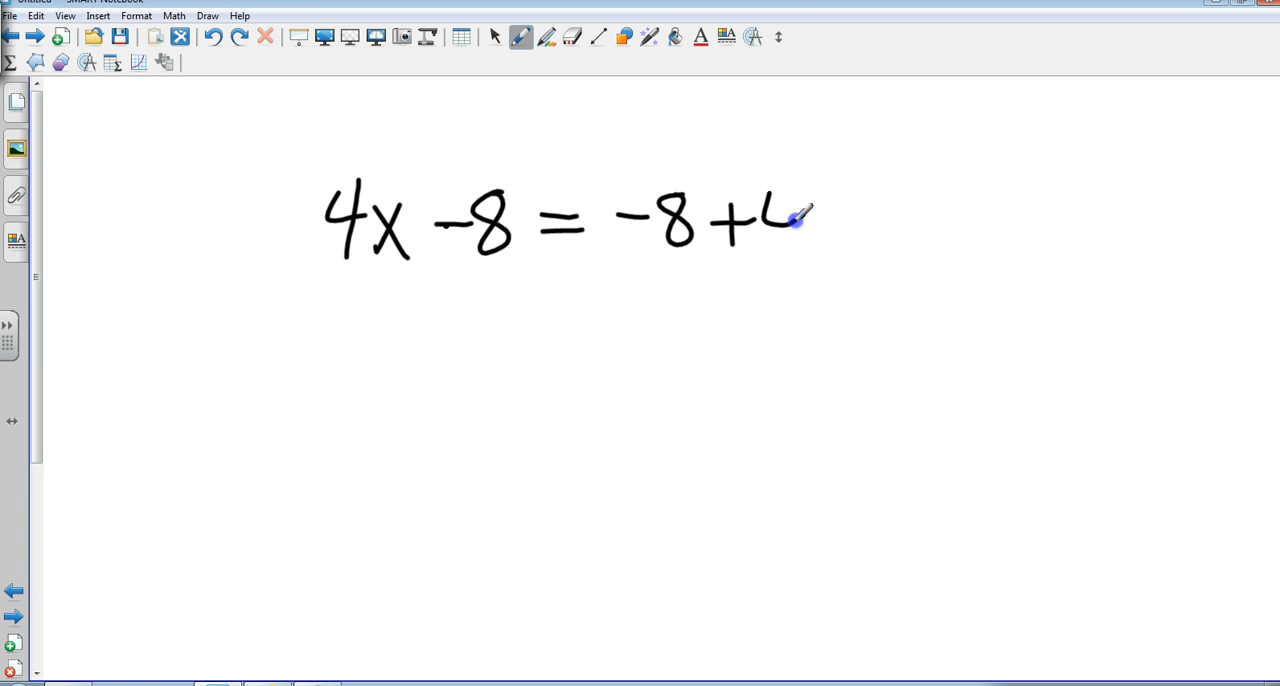 File Edit View Insert Format Math Draw Help
4x -8 = -8 +